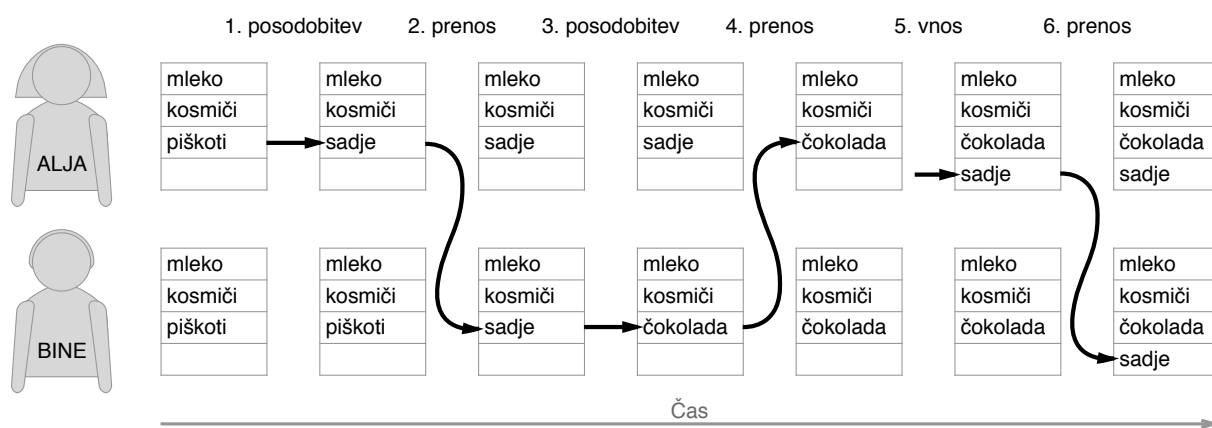 1. posodobitev 2. prenos 3. posodobitev 4. prenos 5. vnos 6. prenos
mleko mleko mleko mleko mleko mleko mleko
kosmiči kosmiči kosmiči kosmiči kosmiči kosmiči kosmiči
piškoti sadje sadje sadje čokolada čokolada čokolada
ALJA
sadje sadje
mleko mleko mleko mleko mleko mleko mleko
kosmiči kosmiči kosmiči kosmiči kosmiči kosmiči kosmiči
piškoti piškoti sadje čokolada čokolada čokolada čokolada
BINE
sadje
Čas